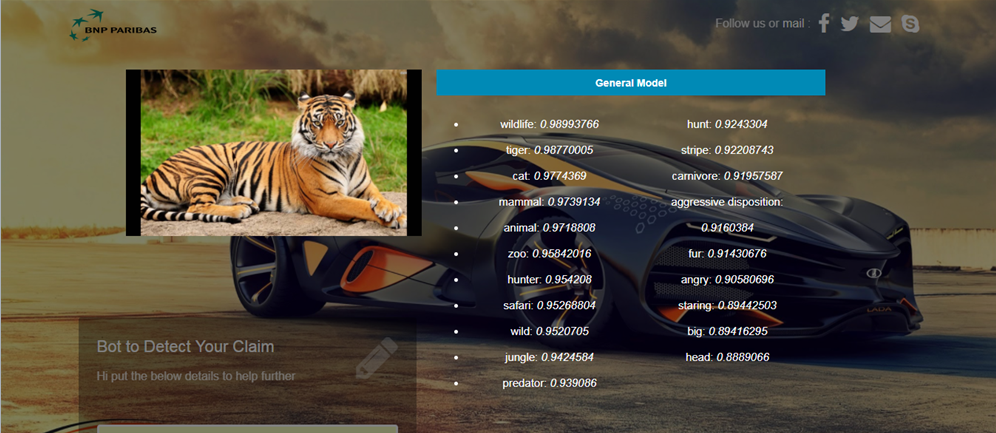 BNP PARIBAS
Follow us or mail :
General Model
wildlife: 0.98993766
tiger: 0.98770005
cat: 0.9774369
mammal: 0.9739134
animal: 0.9718808
zoo: 0.95842016
hunter: 0.954208
safari: 0.95268804
wild: 0.9520705
jungle: 0.9424584
predator: 0.939086
hunt: 0.9243304
stripe: 0.92208743
carnivore: 0.91957587
aggressive disposition:
0.9160384
fur: 0.91430676
angry: 0.90580696
staring: 0.89442503
big: 0.89416295
head: 0.8889066
LADA
Bot to Detect Your Claim
Hi put the below details to help further